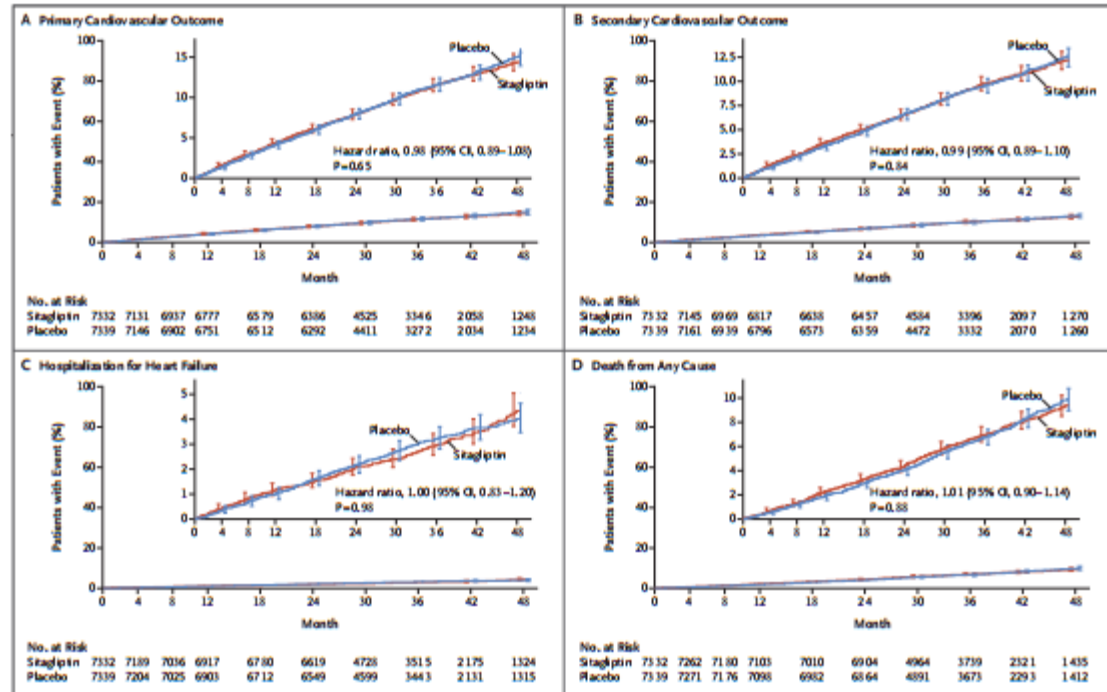 A Primary Cardiovascular Outcome
Patients with Event (%)
100
80
60
40
20
0
15
10
5
0
Placebo
Sitagliptin
Hazard ratio, 0.98 (95% CI, 0.89–1.08)
P=0.65
0 4 8 12 18 24 30 36 42 48
0 4 8 12 18 24 30 36 42 48
Month
No. at Risk
Sitagliptin 7332 7131 6937 6777 6579 6386 4525 3346 2058 1248
Placebo 7339 7146 6902 6751 6512 6292 4411 3272 2034 1234
B Secondary Cardiovascular Outcome
Patients with Event (%)
100
80
60
40
20
0
12.5
10.0
7.5
5.0
2.5
0.0
Placebo
Sitagliptin
Hazard ratio, 0.99 (95% CI, 0.89–1.10)
P=0.84
0 4 8 12 18 24 30 36 42 48
0 4 8 12 18 24 30 36 42 48
Month
No. at Risk
Sitagliptin 7332 7145 6969 6817 6638 6457 4584 3396 2097 1270
Placebo 7339 7161 6939 6796 6573 6359 4472 3332 2070 1260
C Hospitalization for Heart Failure
Patients with Event (%)
100
80
60
40
20
0
5
4
3
2
1
0
Placebo
Sitagliptin
Hazard ratio, 1.00 (95% CI, 0.83–1.20)
P=0.98
0 4 8 12 18 24 30 36 42 48
0 4 8 12 18 24 30 36 42 48
Month
No. at Risk
Sitagliptin 7332 7189 7036 6917 6780 6619 4728 3515 2175 1324
Placebo 7339 7204 7025 6903 6712 6549 4599 3443 2131 1315
D Death from Any Cause
Patients with Event (%)
100
80
60
40
20
0
10
8
6
4
2
0
Placebo
Sitagliptin
Hazard ratio, 1.01 (95% CI, 0.90–1.14)
P=0.88
0 4 8 12 18 24 30 36 42 48
0 4 8 12 18 24 30 36 42 48
Month
No. at Risk
Sitagliptin 7332 7262 7180 7103 7010 6904 4964 3739 2321 1435
Placebo 7339 7271 7176 7098 6982 6864 4891 3673 2293 1412